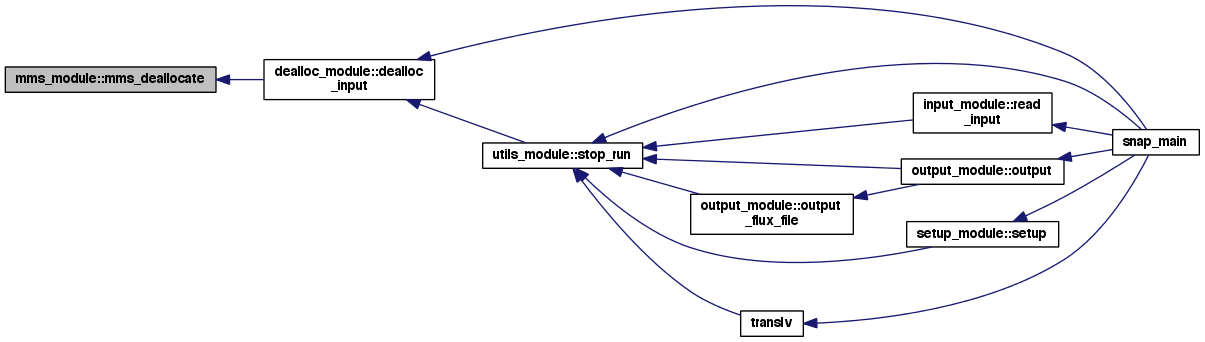 mms_module::mms_deallocate
dealloc_module::dealloc
_input
utils_module::stop_run
input_module::read
_input
output_module::output
output_module::output
_flux_file
setup_module::setup
translv
snap_main